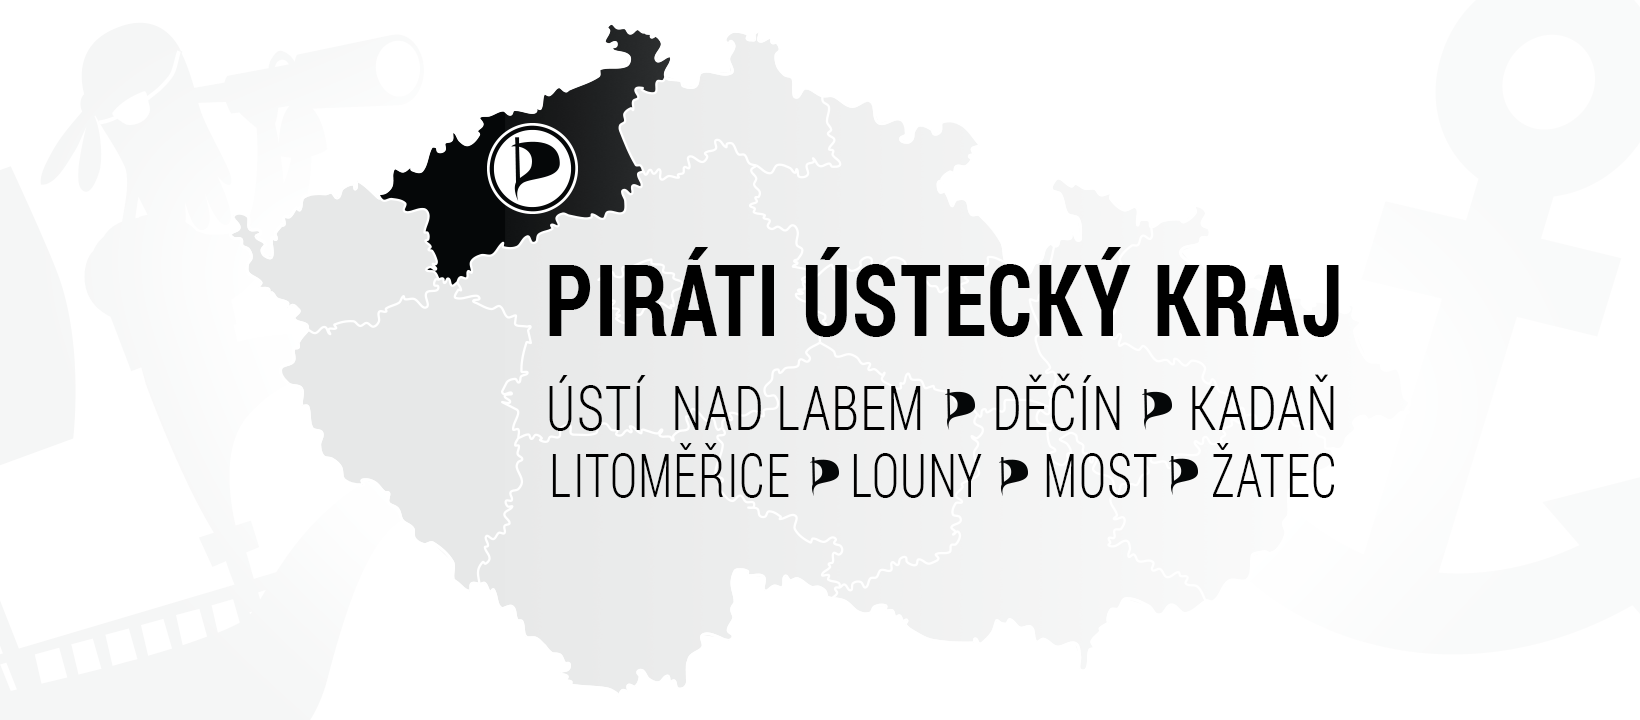 PIRÁTI ÚSTECKÝ KRAJ
ÚSTÍ NAD LABEM DĚČÍN KADAŇ
LITOMĚŘICE LOUNY MOST ŽATEC